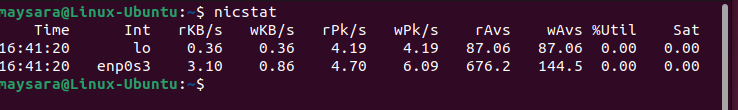 maysara@Linux-Ubuntu:~$ nicstat
Time Int rKB/s wKB/s rPk/s wPk/s rAvs wAvs %Util Sat
16:41:20 lo 0.36 0.36 4.19 4.19 87.06 87.06 0.00 0.00
16:41:20 enp0s3 3.10 0.86 4.70 6.09 676.2 144.5 0.00 0.00
maysara@Linux-Ubuntu:~$